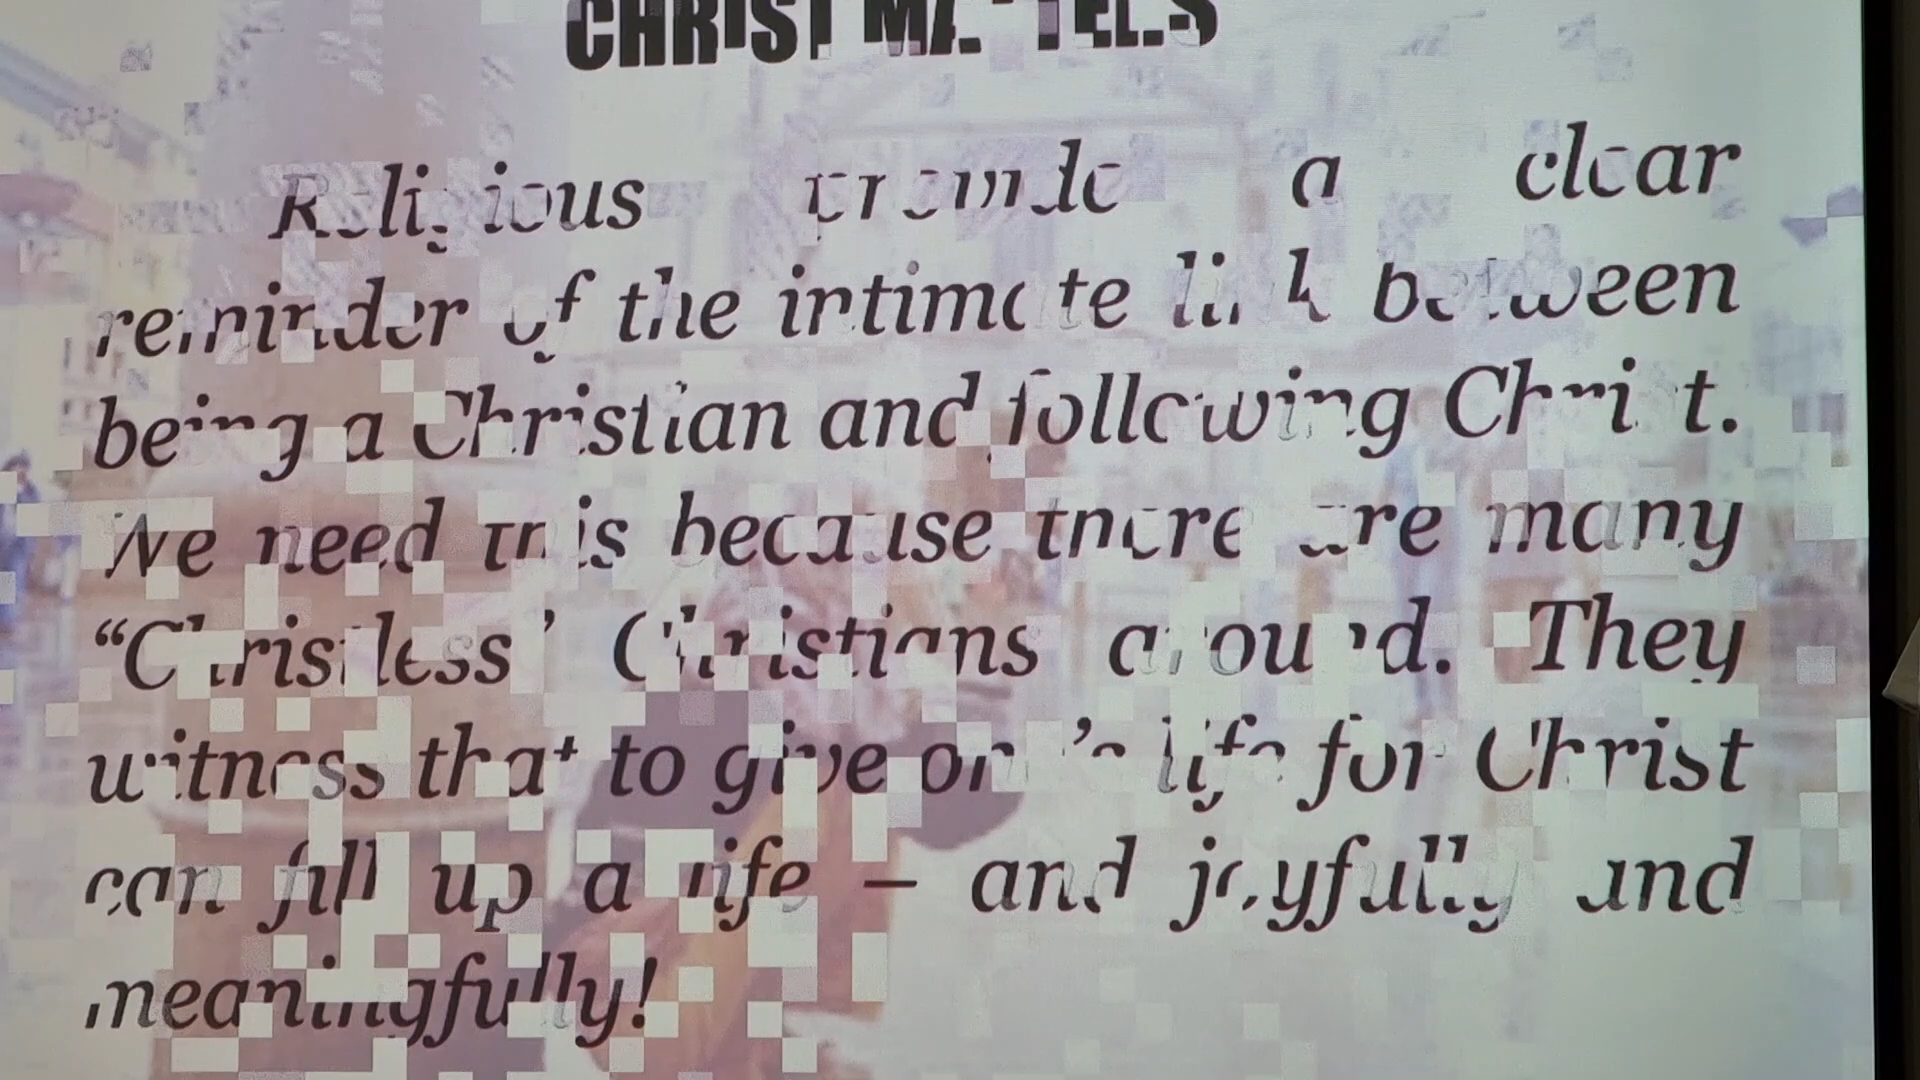 CHRIST MATTERS
Religious provide a clear
reminder of the intimate link between
being a Christian and following Christ.
We need this because there are many
“Christless” Christians around. They
witness that to give one’s life for Christ
can fill up a life – and joyfully and
meaningfully!